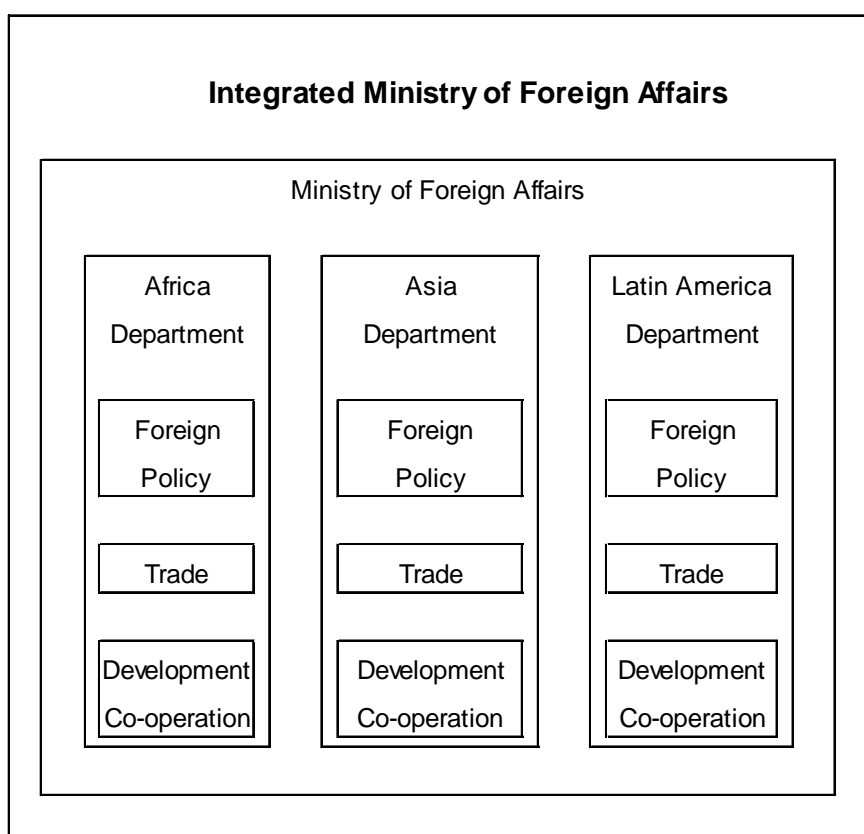 Integrated Ministry of Foreign Affairs
Ministry of Foreign Affairs
Africa
Department
Foreign
Policy
Trade
Development
Co-operation
Asia
Department
Foreign
Policy
Trade
Development
Co-operation
Latin America
Department
Foreign
Policy
Trade
Development
Co-operation